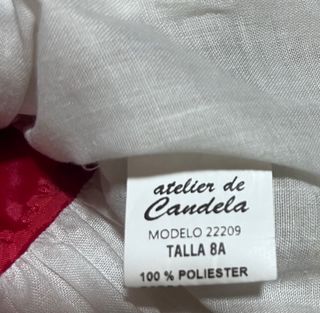 atelier de
Candela
MODELO 22209
TALLA 8A
100 % POLIESTER